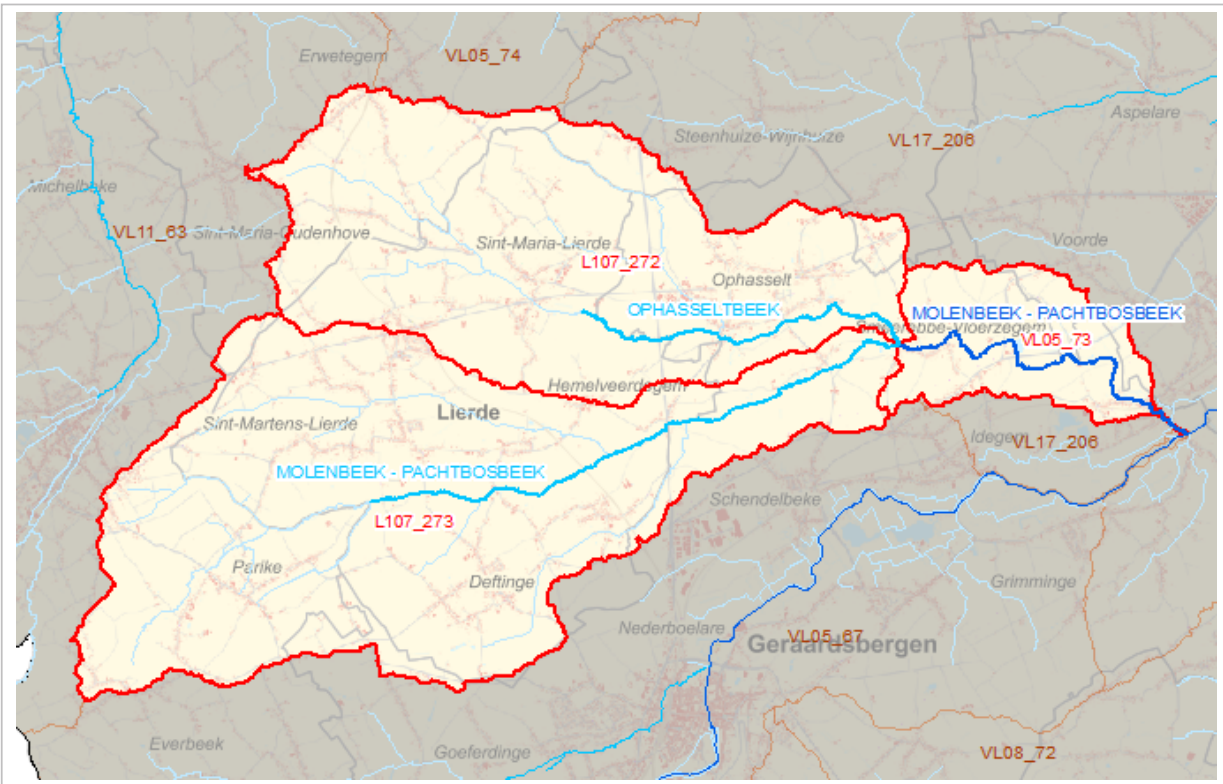 Erwetegem
VL05_74
Aspelare
Steenhuize-Wijnhuize
VL17_206
Michelbeke
VL11_63
Sint-Maria-Oudenhove
Sint-Maria-Lierde
Voorde
L107_272
Ophasselt
OPHASSELTBEEK
MOLENBEEK - PACHTBOSBEEK
Smeerebbe-Vloerzegem
VL05_73
Hemelveerdegem
Lierde
Sint-Martens-Lierde
Idegem
VL17_206
MOLENBEEK - PACHTBOSBEEK
Schendelbeke
L107_273
Parike
Deftinge
Grimminge
Nederboelare
VL05_67
Geraardsbergen
Everbeek
Goeferdinge
VL08_72